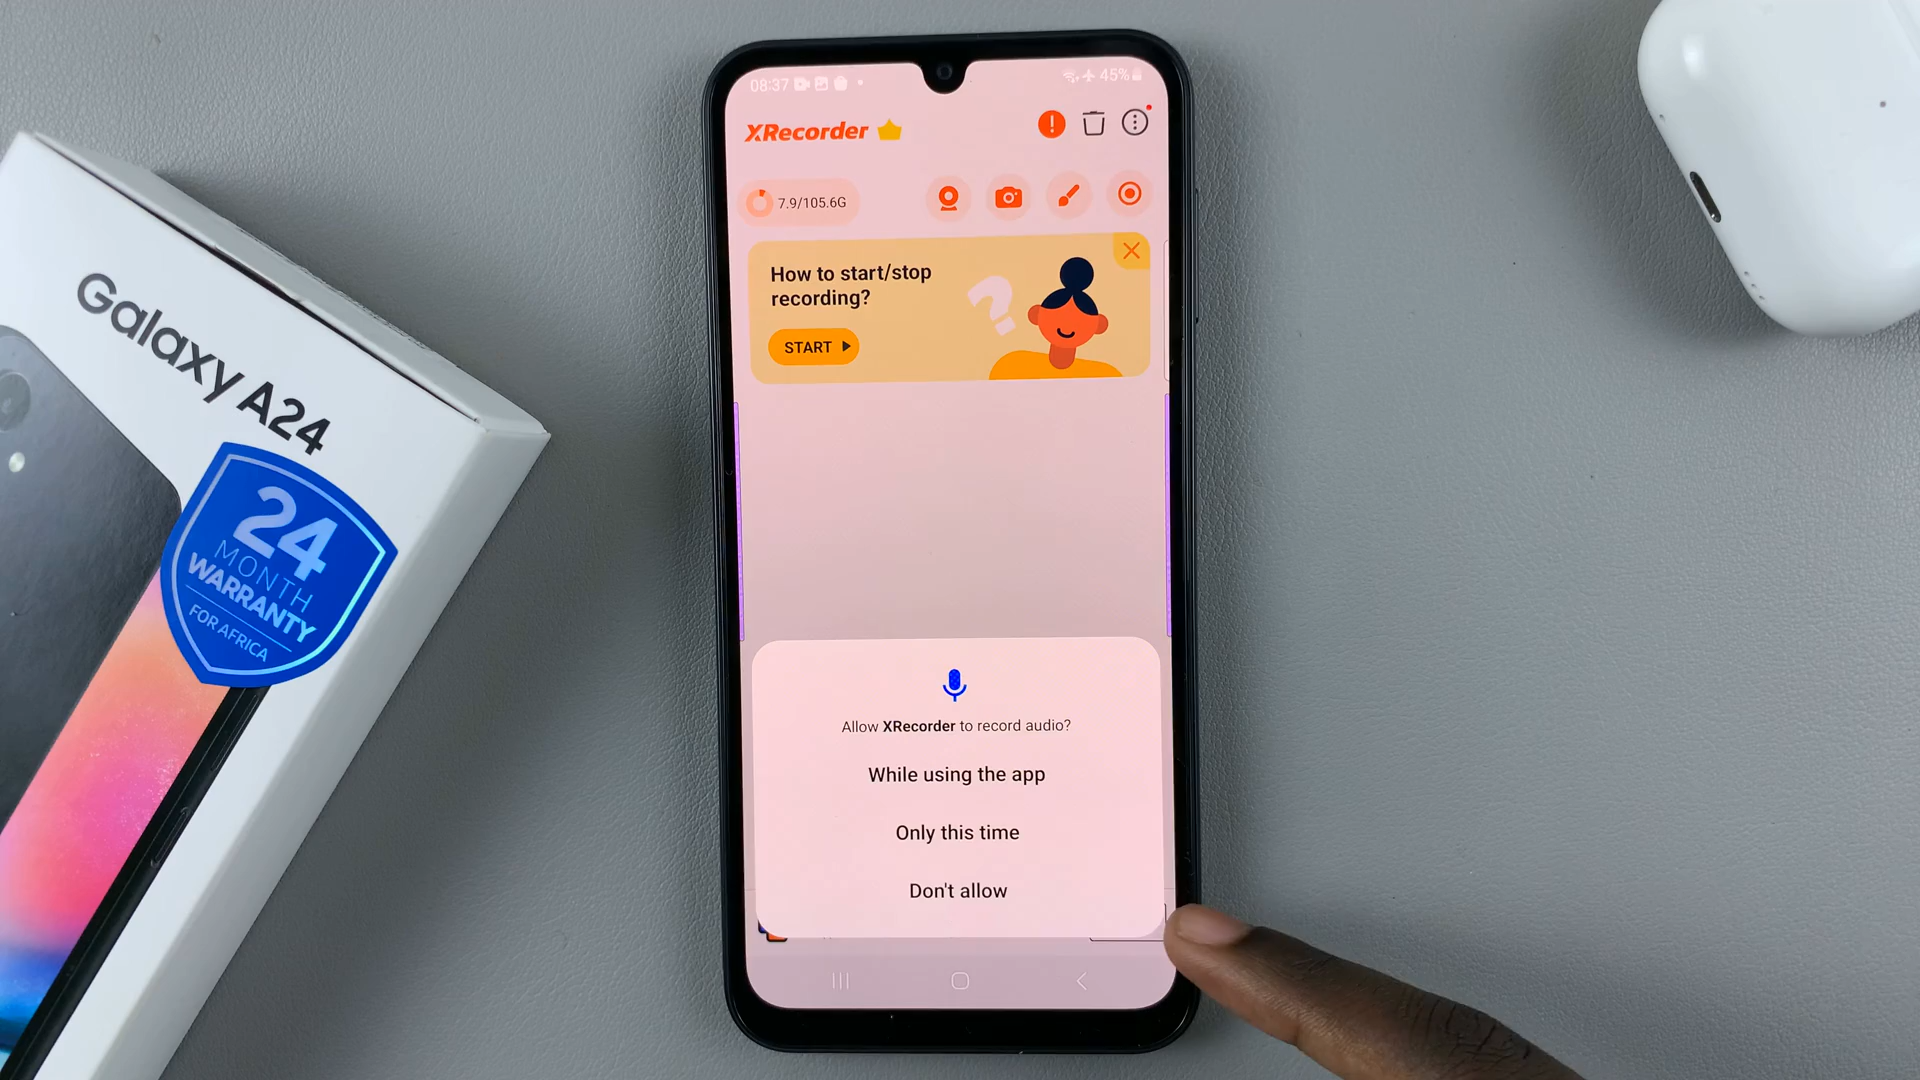 08:37
45%
XRecorder
7.9/105.6G
How to start/stop
recording?
START
Allow XRecorder to record audio?
While using the app
Only this time
Don't allow
Galaxy A24
24
MONTH
WARRANTY
FOR AFRICA